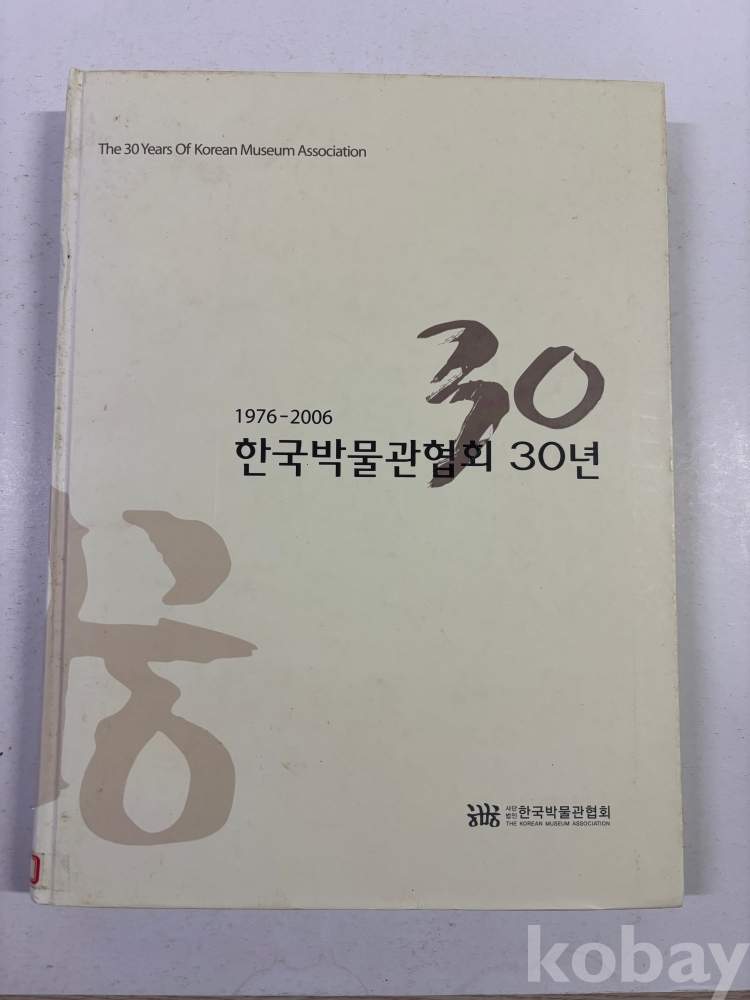 The 30 Years Of Korean Museum Association
30
1976-2006
한국박물관협회 30년
사단법인 한국박물관협회
THE KOREAN MUSEUM ASSOCIATION
kobay